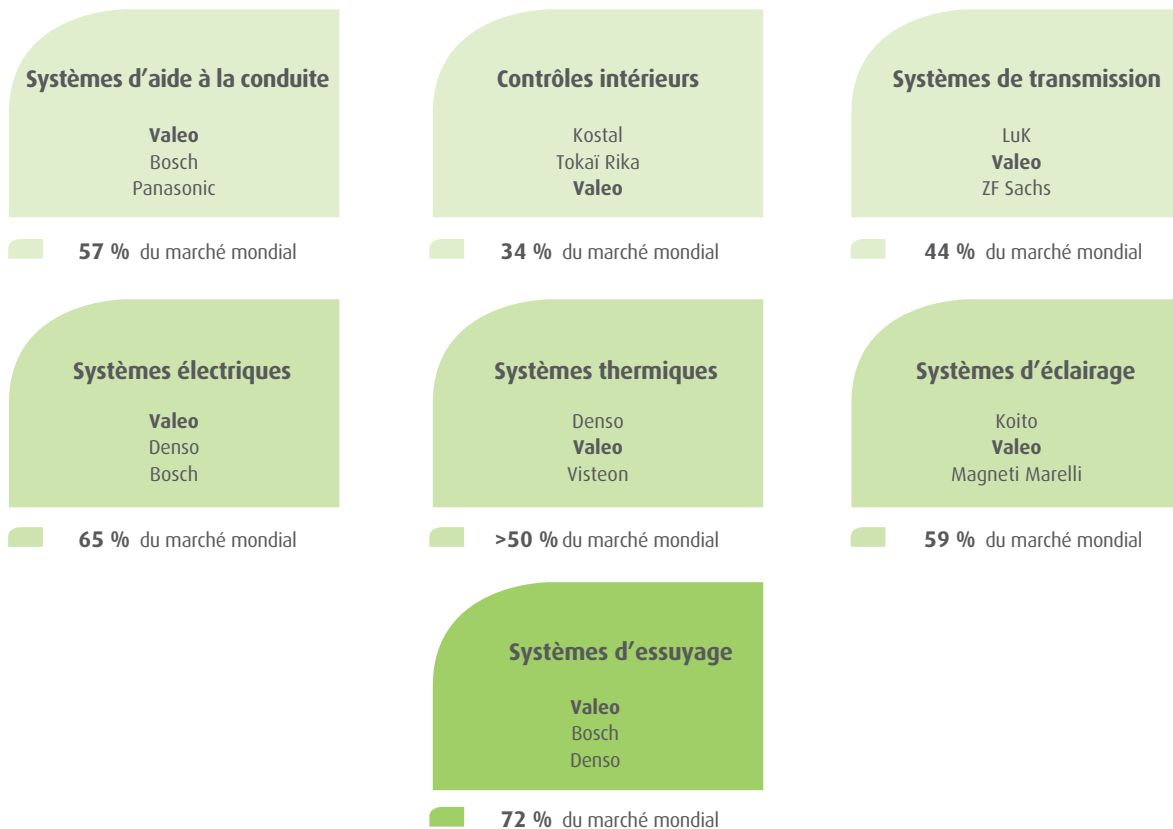 Systèmes d’aide à la conduite
Valeo
Bosch
Panasonic
57 % du marché mondial
Contrôles intérieurs
Kostal
Tokaï Rika
Valeo
34 % du marché mondial
Systèmes de transmission
LuK
Valeo
ZF Sachs
44 % du marché mondial
Systèmes électriques
Valeo
Denso
Bosch
65 % du marché mondial
Systèmes thermiques
Denso
Valeo
Visteon
>50 % du marché mondial
Systèmes d’éclairage
Koito
Valeo
Magneti Marelli
59 % du marché mondial
Systèmes d’essuyage
Valeo
Bosch
Denso
72 % du marché mondial